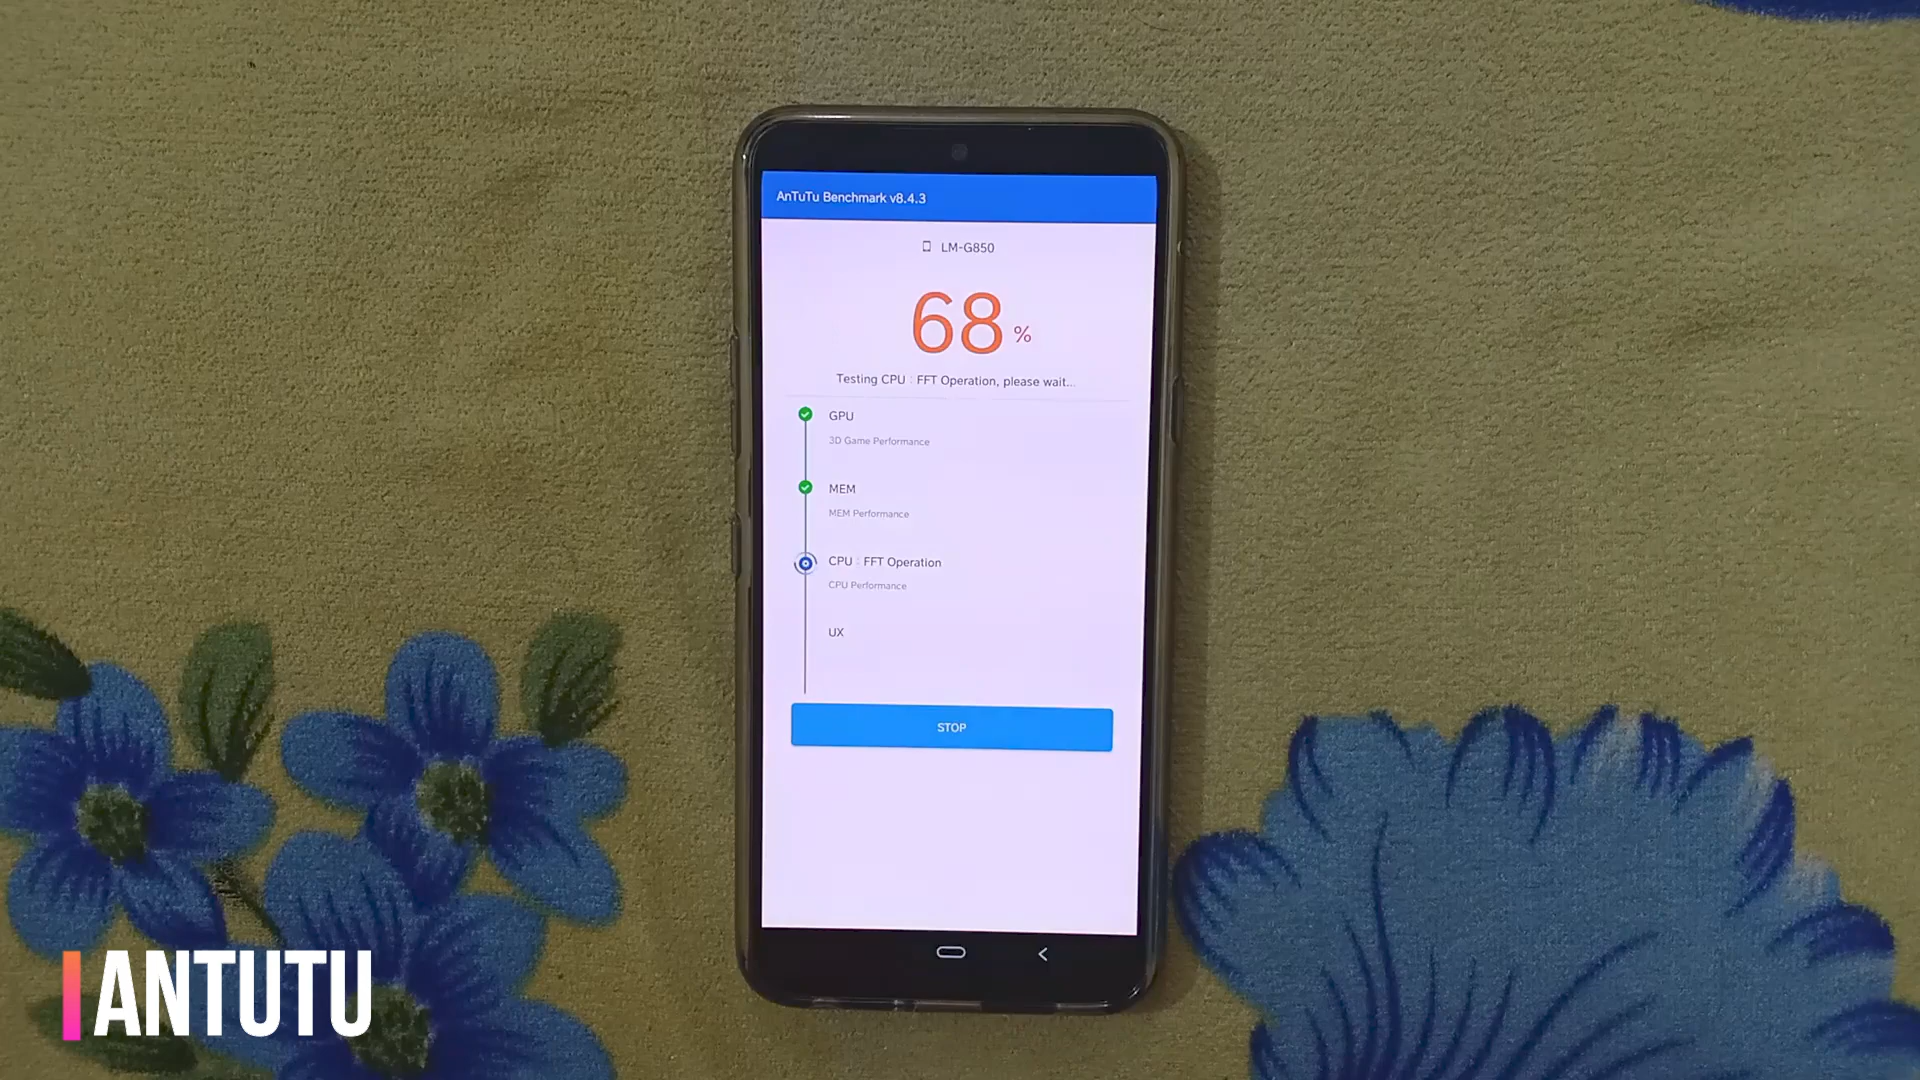 AnTuTu Benchmark v8.4.3
LM-G850
68 %
Testing CPU : FFT Operation, please wait...
GPU
3D Game Performance
MEM
MEM Performance
CPU : FFT Operation
CPU Performance
UX
STOP
ANTUTU